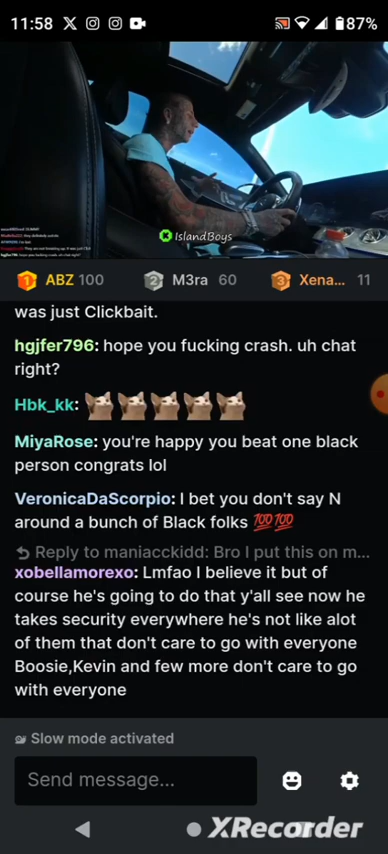 11:58
87%
IslandBoys
1 ABZ 100
2 M3ra 60
3 Xena... 11
was just Clickbait.
hgjfer796: hope you fucking crash. uh chat
right?
Hbk_kk:
MiyaRose: you're happy you beat one black
person congrats lol
VeronicaDaScorpio: I bet you don't say N
around a bunch of Black folks 💯💯
Reply to maniacckidd: Bro I put this on m...
xobellamorexo: Lmfao I believe it but of
course he's going to do that y'all see now he
takes security everywhere he's not like alot
of them that don't care to go with everyone
Boosie,Kevin and few more don't care to go
with everyone
Slow mode activated
Send message...
XRecorder